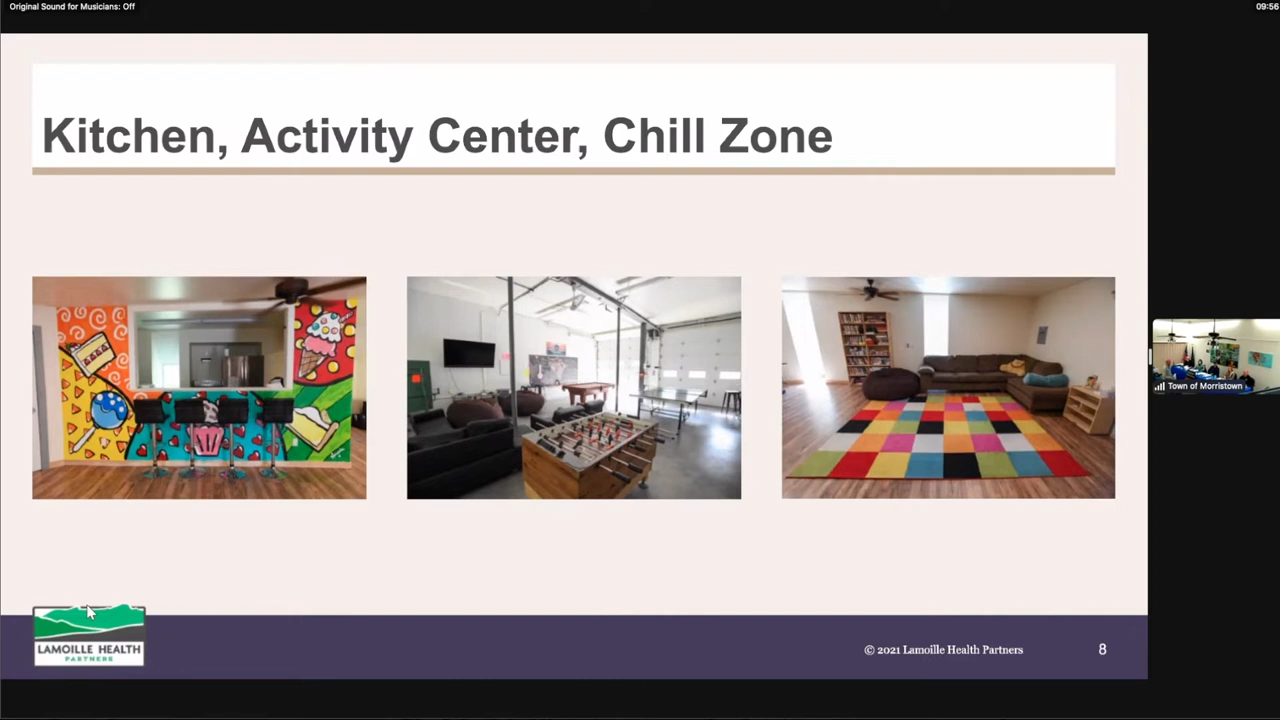 Original Sound for Musicians: Off
09:56
Kitchen, Activity Center, Chill Zone
Town of Morristown
LAMOILLE HEALTH
PARTNERS
© 2021 Lamoille Health Partners
8